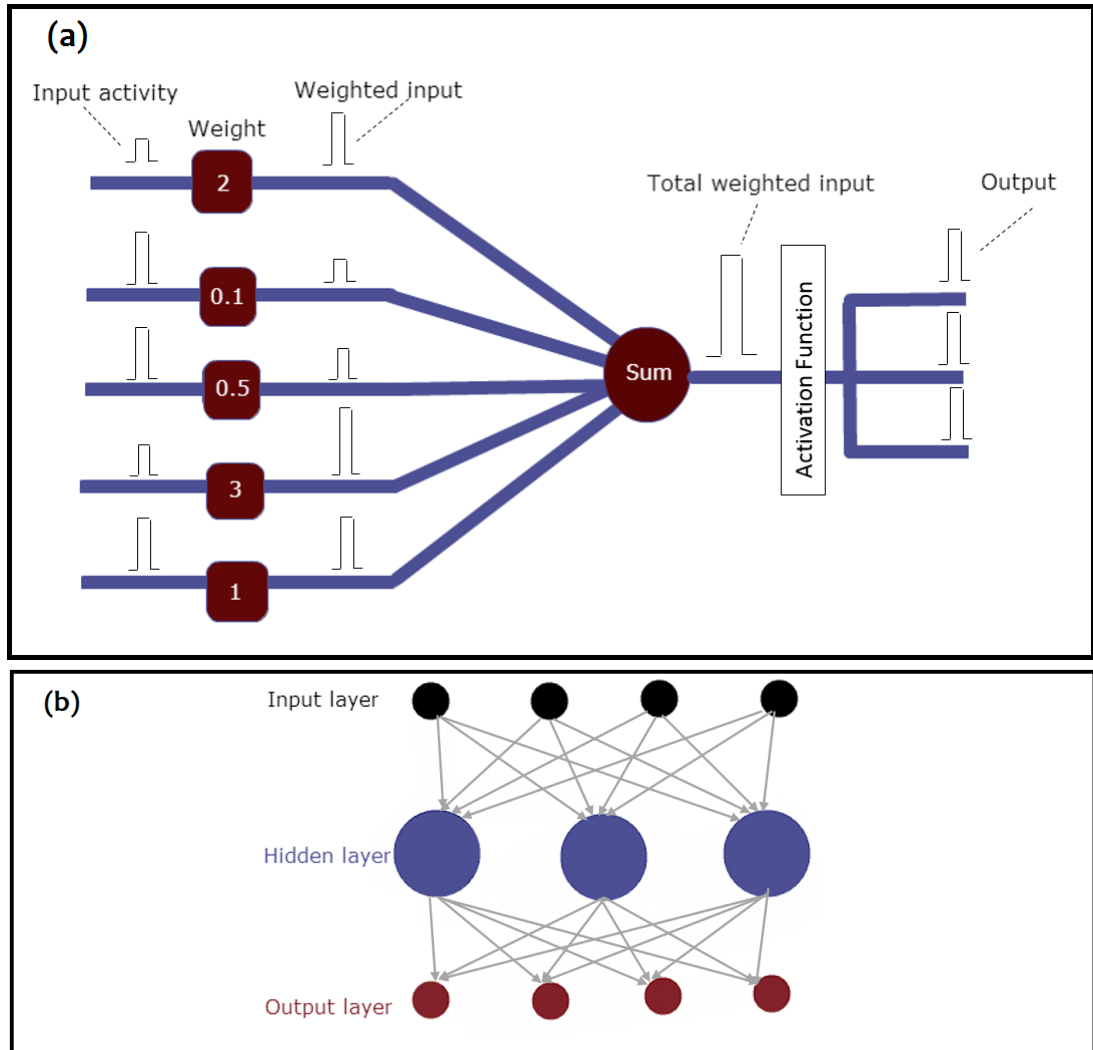 (a)
Input activity
Weight
Weighted input
2
0.1
0.5
3
1
Sum
Total weighted input
Activation Function
Output
(b)
Input layer
Hidden layer
Output layer